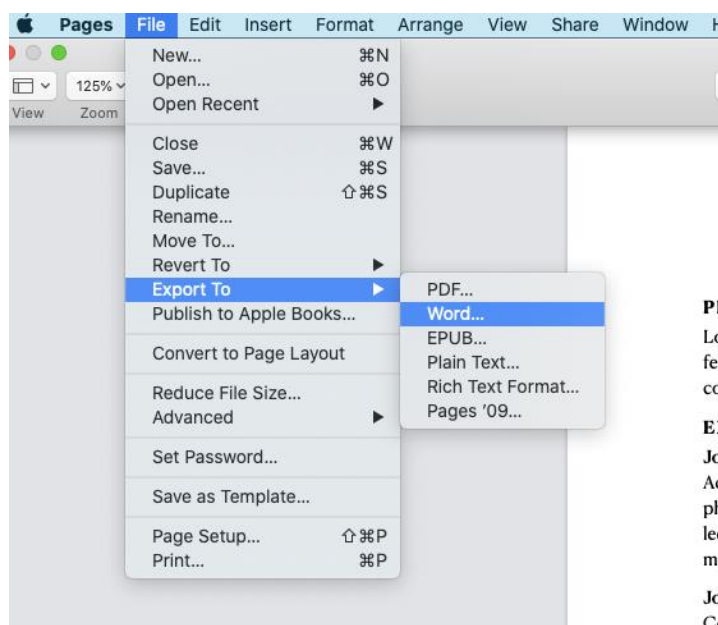 Pages File Edit Insert Format Arrange View Share Window
125%
View Zoom
New... ⌘N
Open... ⌘O
Open Recent ▶
Close ⌘W
Save... ⌘S
Duplicate ⇧⌘S
Rename...
Move To...
Revert To ▶
Export To ▶
Publish to Apple Books...
Convert to Page Layout
Reduce File Size...
Advanced ▶
Set Password...
Save as Template...
Page Setup... ⇧⌘P
Print... ⌘P
PDF...
Word...
EPUB...
Plain Text...
Rich Text Format...
Pages '09...